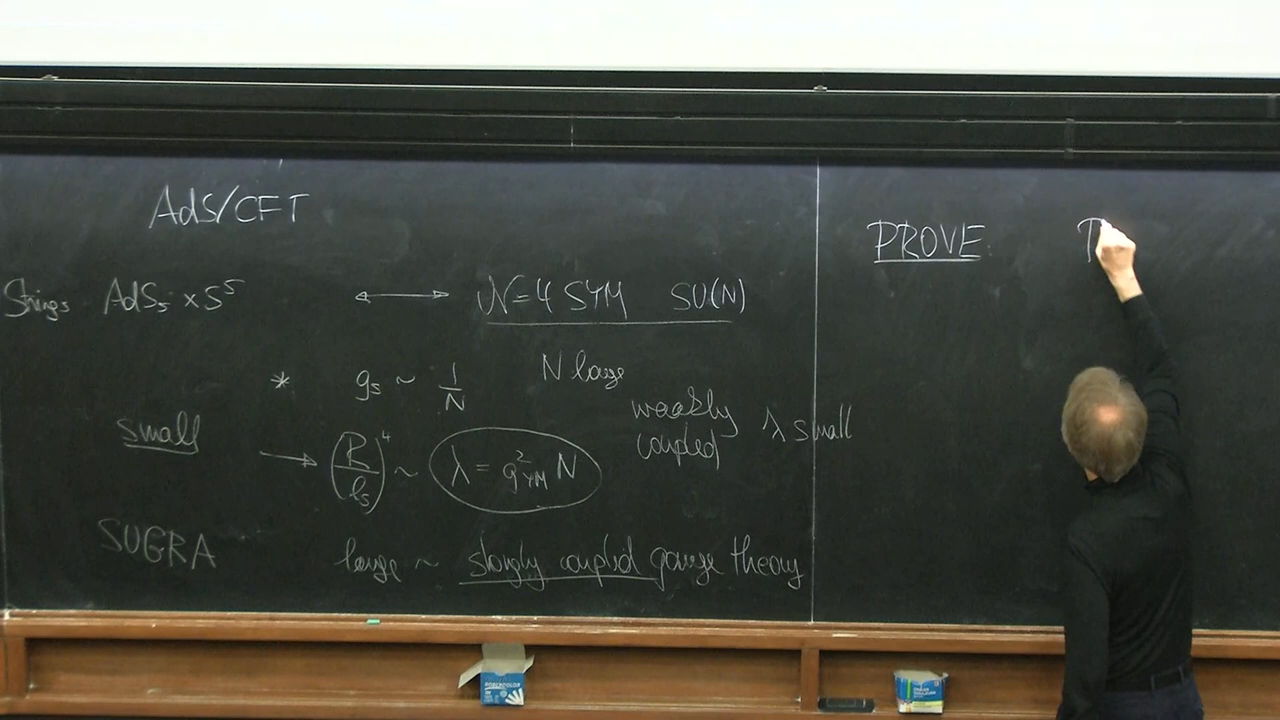 AdS/CFT
Strings AdS₅ × S⁵ ⟷ N=4 SYM SU(N)
* gₛ ~ 1/N N large
small → (R/ℓₛ)⁴ ~ λ = g²_YM N weakly coupled λ small
SUGRA large ~ strongly coupled gauge theory
PROVE